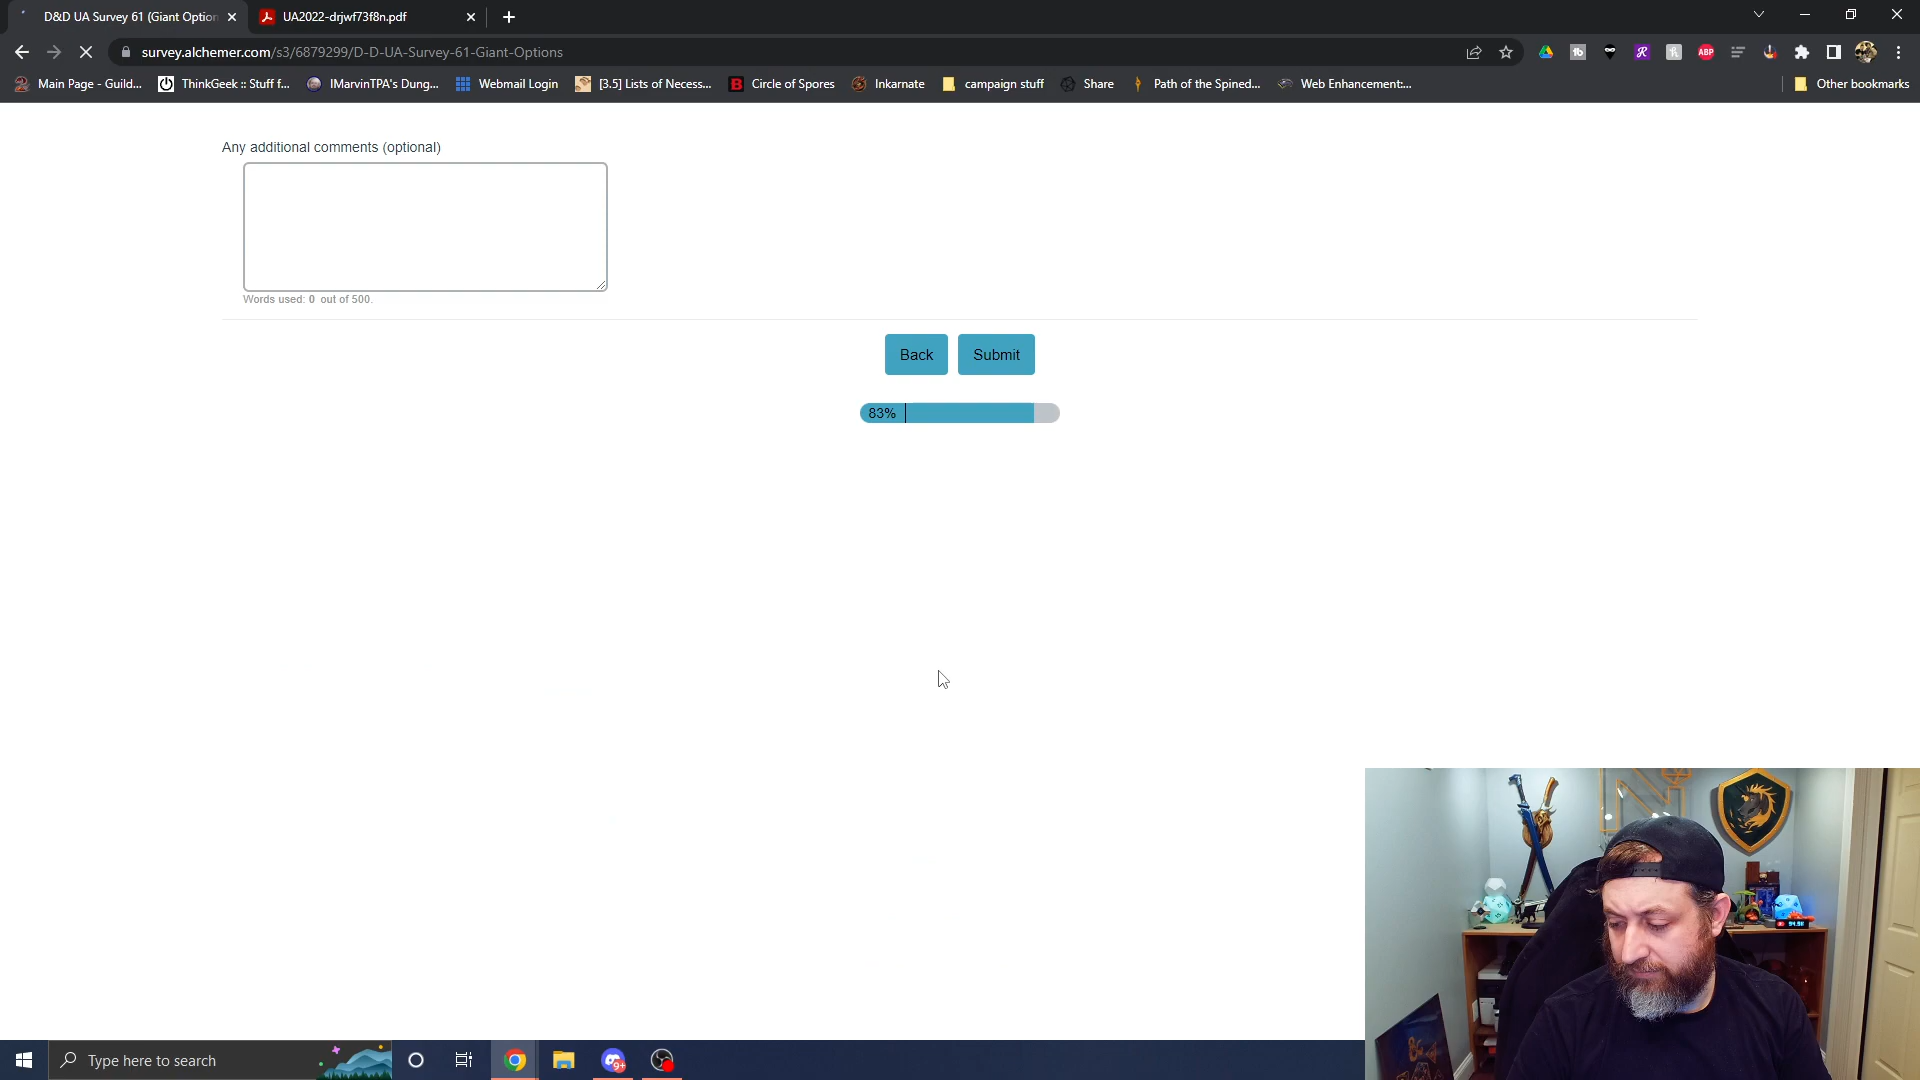 D&D UA Survey 61 (Giant Option
UA2022-drjwf73f8n.pdf
survey.alchemer.com/s3/6879299/D-D-UA-Survey-61-Giant-Options
ABP
Main Page - Guild...
ThinkGeek :: Stuff f...
IMarvinTPA's Dung...
Webmail Login
[3.5] Lists of Necess...
Circle of Spores
Inkarnate
campaign stuff
Share
Path of the Spined...
Web Enhancement:...
Other bookmarks
Any additional comments (optional)
Words used: 0 out of 500.
Back
Submit
83%
Type here to search
9+